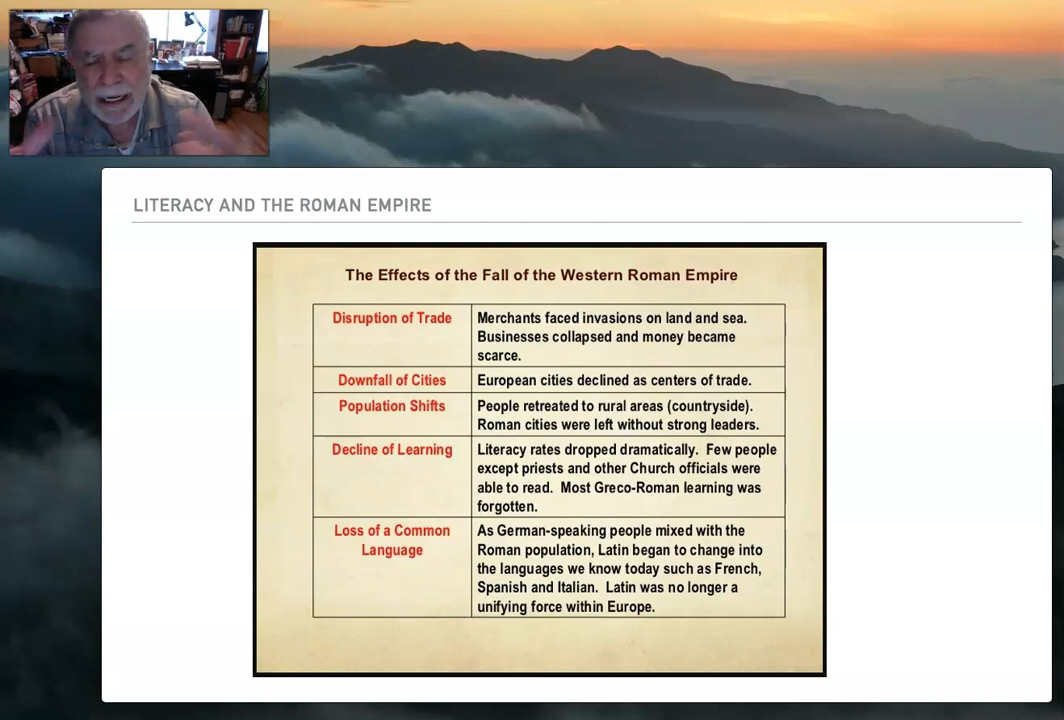 LITERACY AND THE ROMAN EMPIRE
The Effects of the Fall of the Western Roman Empire
Disruption of Trade
Merchants faced invasions on land and sea.
Businesses collapsed and money became
scarce.
Downfall of Cities
European cities declined as centers of trade.
Population Shifts
People retreated to rural areas (countryside).
Roman cities were left without strong leaders.
Decline of Learning
Literacy rates dropped dramatically. Few people
except priests and other Church officials were
able to read. Most Greco-Roman learning was
forgotten.
Loss of a Common
Language
As German-speaking people mixed with the
Roman population, Latin began to change into
the languages we know today such as French,
Spanish and Italian. Latin was no longer a
unifying force within Europe.